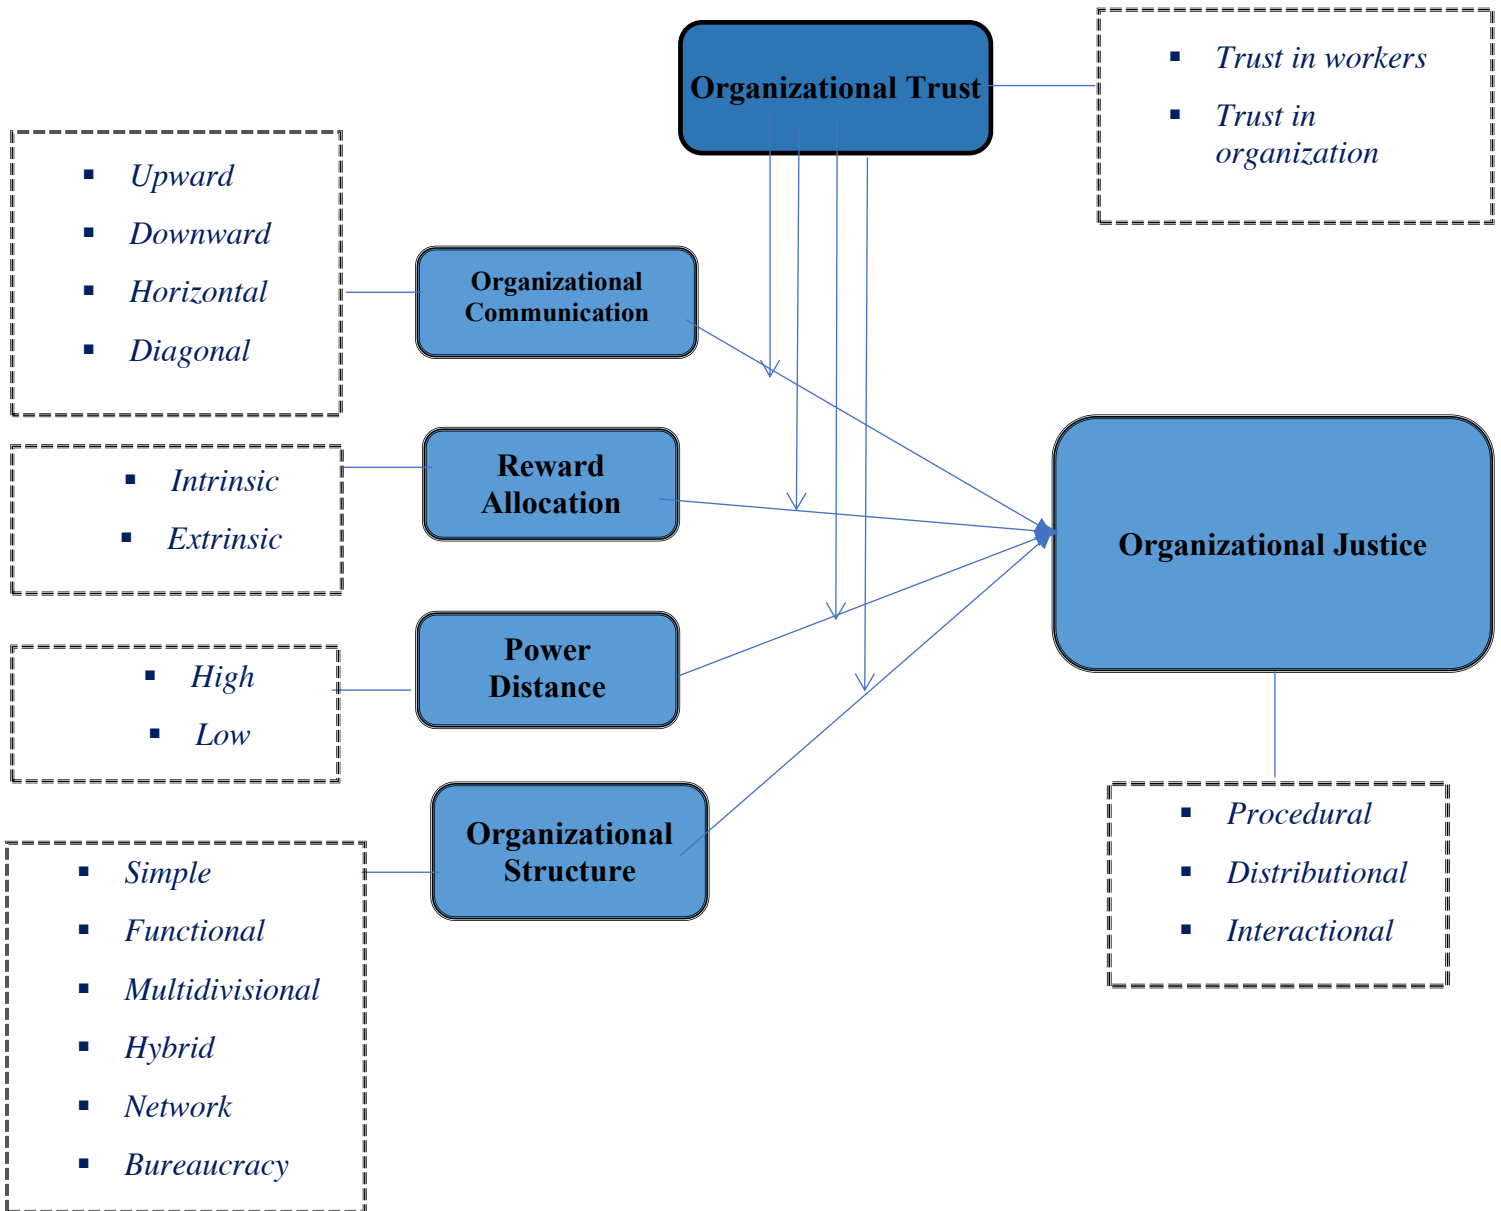 Organizational Trust
▪ Trust in workers
▪ Trust in
organization
▪ Upward
▪ Downward
▪ Horizontal
▪ Diagonal
Organizational
Communication
▪ Intrinsic
▪ Extrinsic
Reward
Allocation
Organizational Justice
▪ High
▪ Low
Power
Distance
▪ Simple
▪ Functional
▪ Multidivisional
▪ Hybrid
▪ Network
▪ Bureaucracy
Organizational
Structure
▪ Procedural
▪ Distributional
▪ Interactional